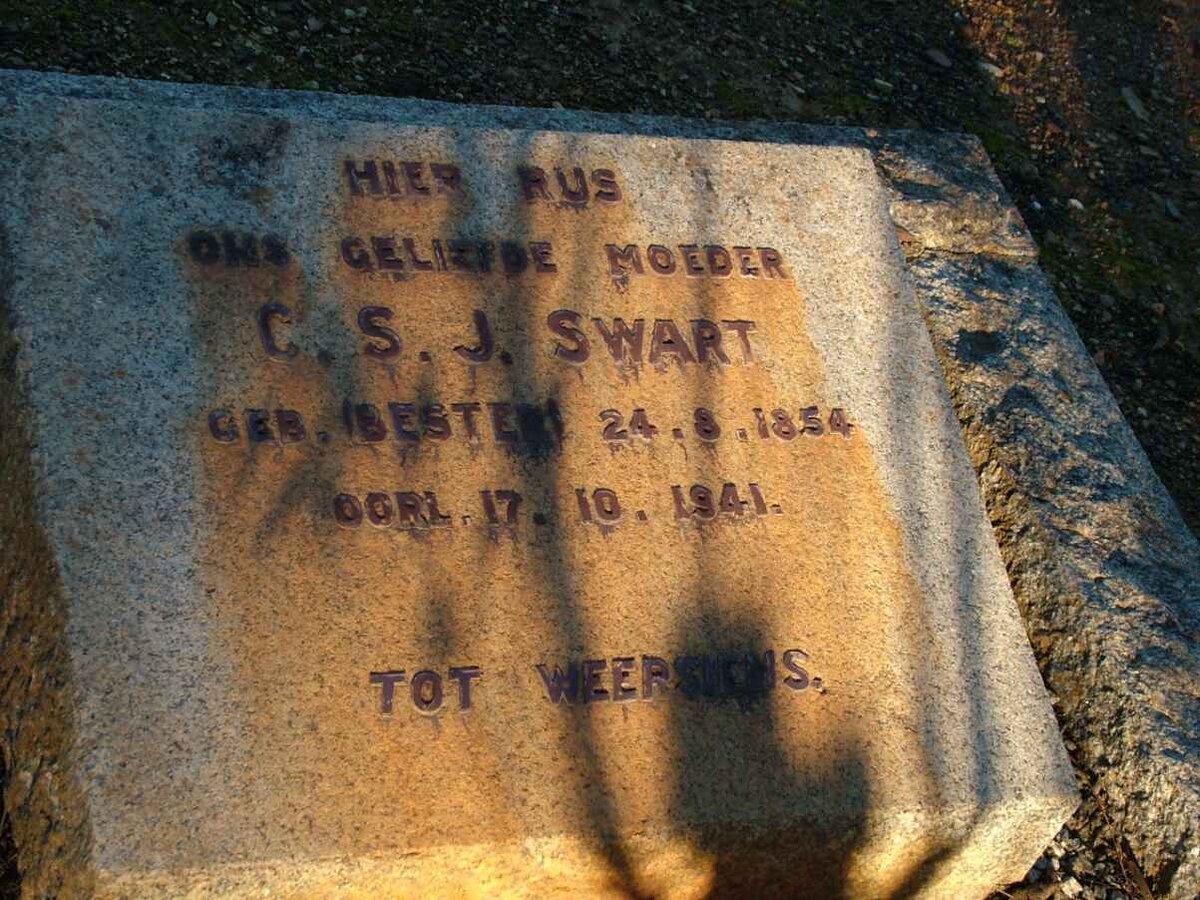 HIER RUS
ONS GELIEFDE MOEDER
C. S. J. SWART
GEB. (BESTER) 24.8.1854
OORL. 17. 10. 1941.
TOT WEERSIENS.